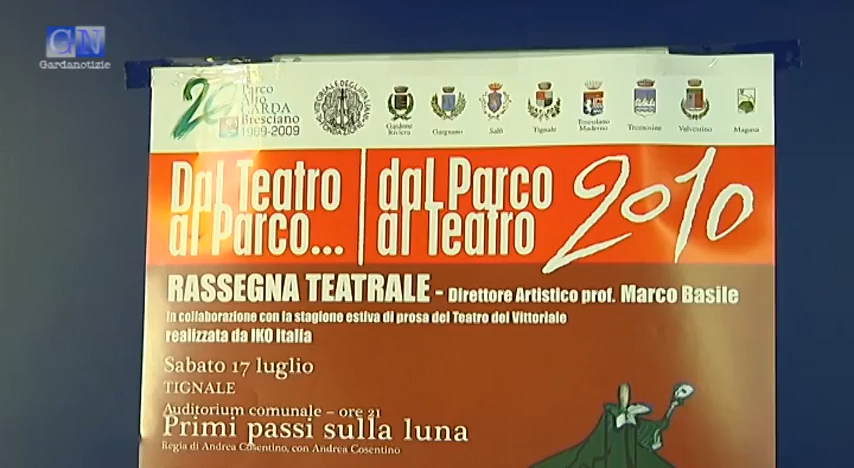 GN
Gardanotizie
20
Parco
Alto
GARDA
Bresciano
1989-2009
Gardone
Riviera
Gargnano
Salò
Tignale
Toscolano
Maderno
Tremosine
Valvestino
Magasa
Dal Teatro
al Parco...
dal Parco
al Teatro
2010
RASSEGNA TEATRALE - Direttore Artistico prof. Marco Basile
In collaborazione con la stagione estiva di prosa del Teatro del Vittoriale
realizzata da IKO Italia
Sabato 17 luglio
TIGNALE
Auditorium comunale – ore 21
Primi passi sulla luna
Regia di Andrea Cosentino, con Andrea Cosentino